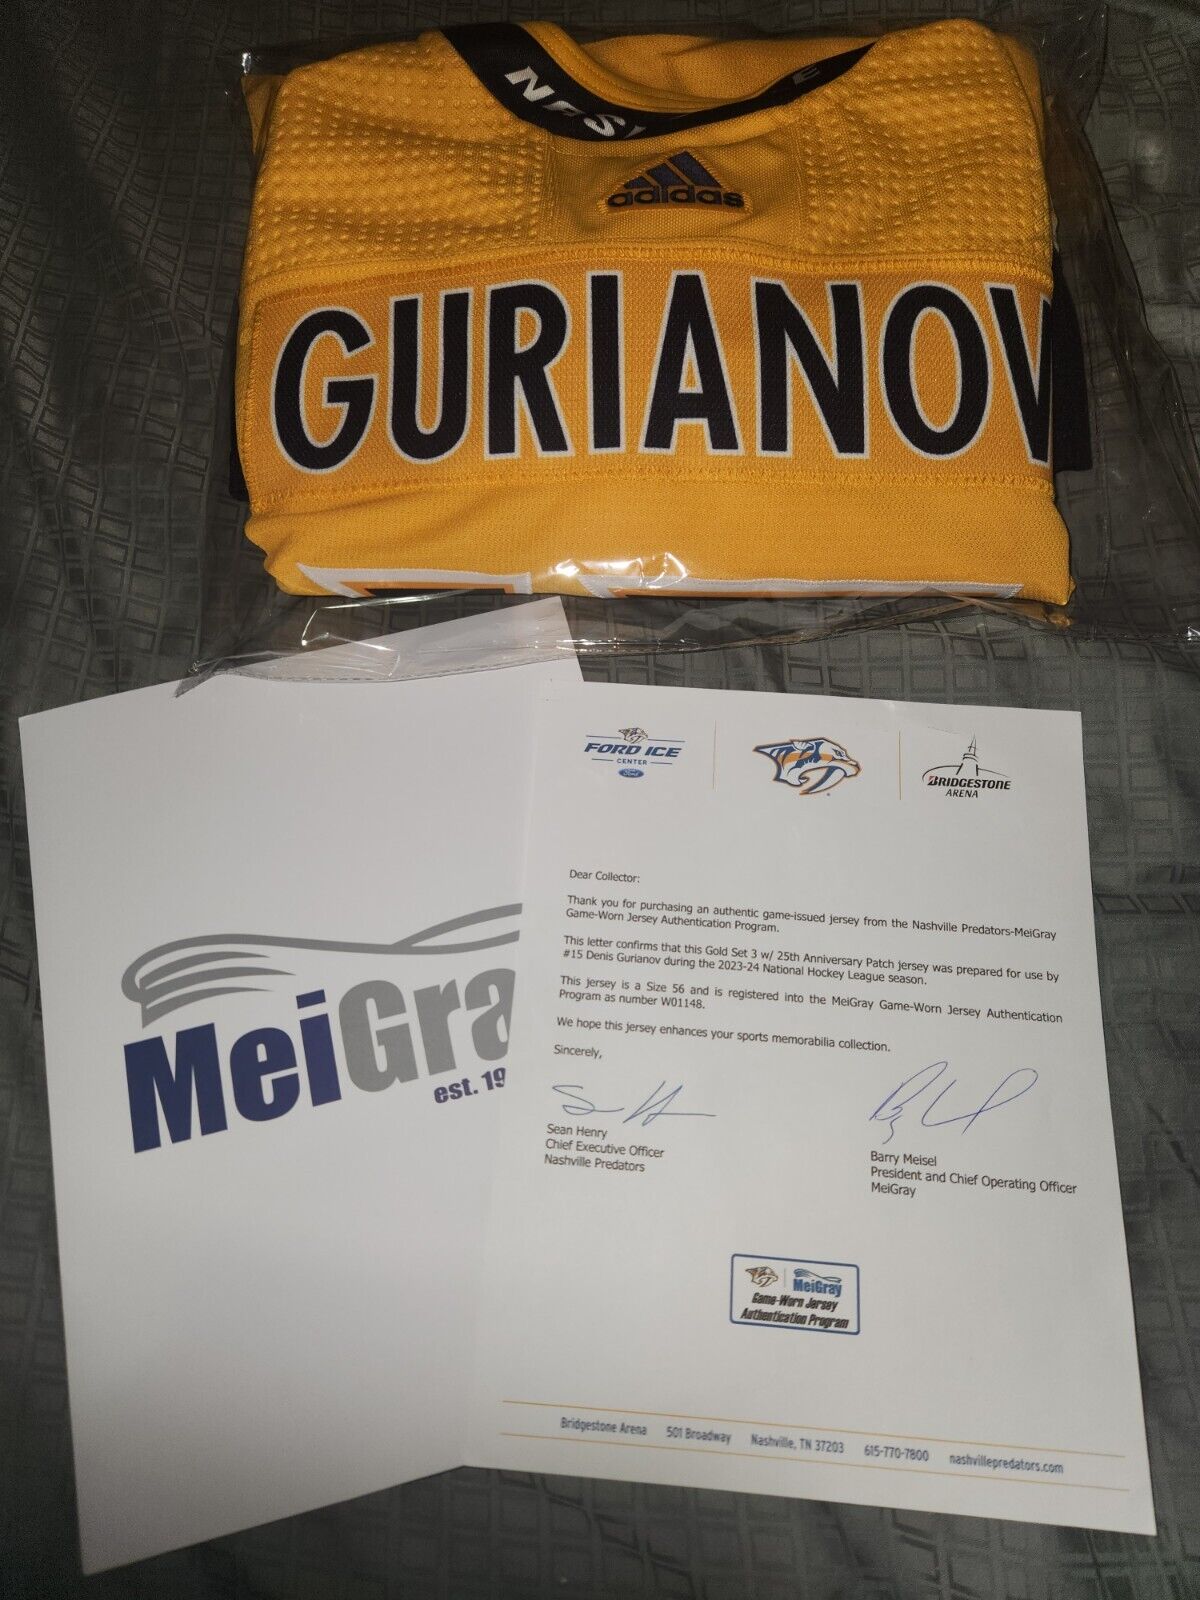 NAS
E
adidas
GURIANOV
FORD ICE
CENTER
Ford
BRIDGESTONE
ARENA
Dear Collector:
Thank you for purchasing an authentic game-issued jersey from the Nashville Predators-MeiGray
Game-Worn Jersey Authentication Program.
This letter confirms that this Gold Set 3 w/ 25th Anniversary Patch jersey was prepared for use by
#15 Denis Gurianov during the 2023-24 National Hockey League season.
This jersey is a Size 56 and is registered into the MeiGray Game-Worn Jersey Authentication
Program as number W01148.
We hope this jersey enhances your sports memorabilia collection.
Sincerely,
Sean Henry
Chief Executive Officer
Nashville Predators
Barry Meisel
President and Chief Operating Officer
MeiGray
MeiGray
Game-Worn Jersey
Authentication Program
Bridgestone Arena 501 Broadway Nashville, TN 37203 615-770-7800 nashvillepredators.com
MeiGra
est. 19